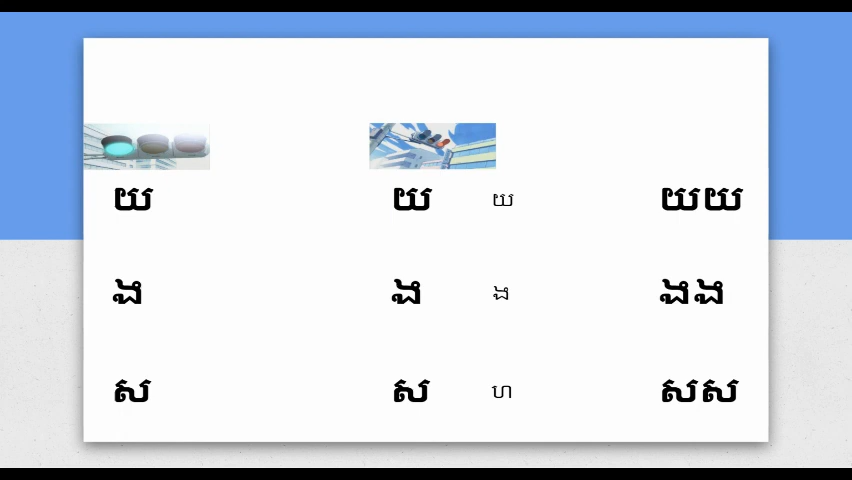 យ យ យ យយ
ង ង ង ងង
ស ស ហ សស